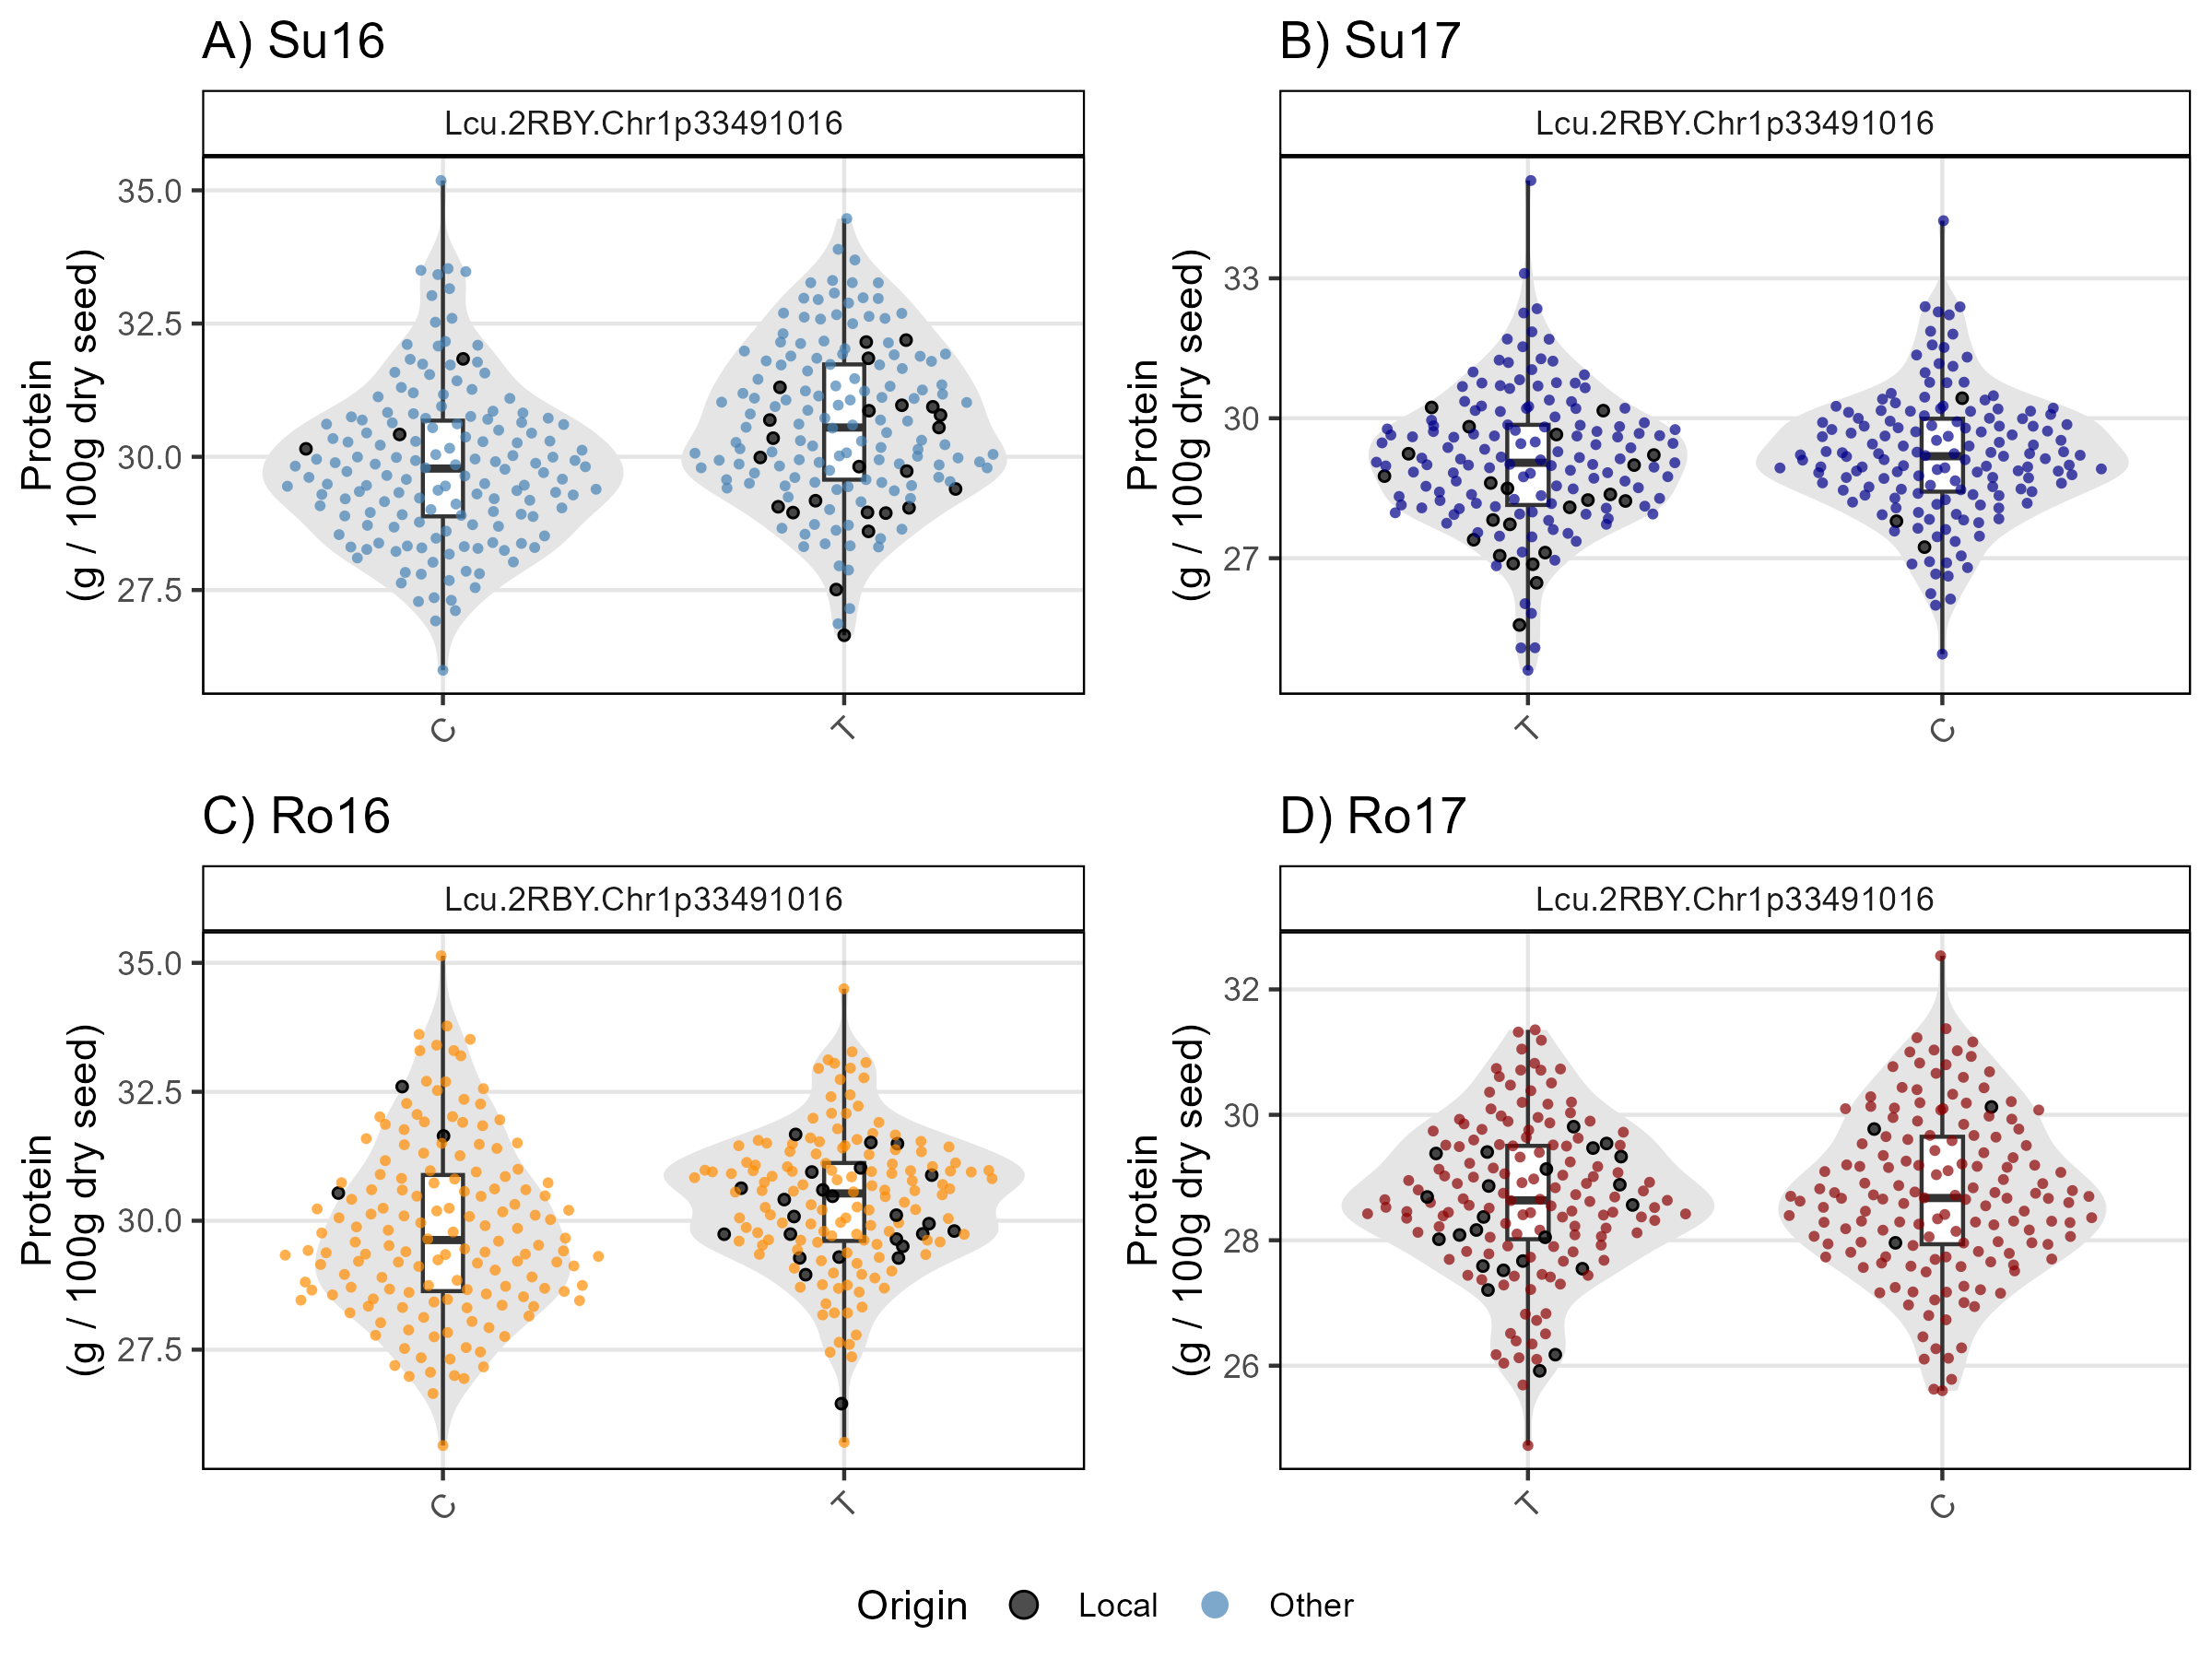 A) Su16
Lcu.2RBY.Chr1p33491016
Protein
(g / 100g dry seed)
35.0
32.5
30.0
27.5
C
T
B) Su17
Lcu.2RBY.Chr1p33491016
Protein
(g / 100g dry seed)
33
30
27
T
C
C) Ro16
Lcu.2RBY.Chr1p33491016
Protein
(g / 100g dry seed)
35.0
32.5
30.0
27.5
C
T
D) Ro17
Lcu.2RBY.Chr1p33491016
Protein
(g / 100g dry seed)
32
30
28
26
T
C
Origin
Local
Other